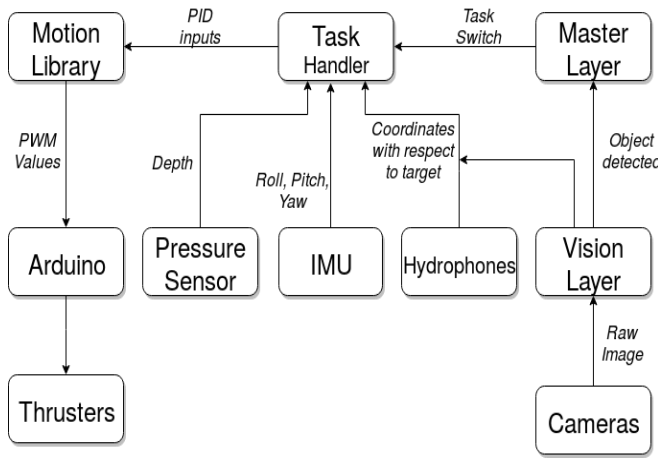 Motion
Library
PID
inputs
Task
Handler
Task
Switch
Master
Layer
PWM
Values
Depth
Roll, Pitch,
Yaw
Coordinates
with respect
to target
Object
detected
Arduino
Pressure
Sensor
IMU
Hydrophones
Vision
Layer
Raw
Image
Thrusters
Cameras